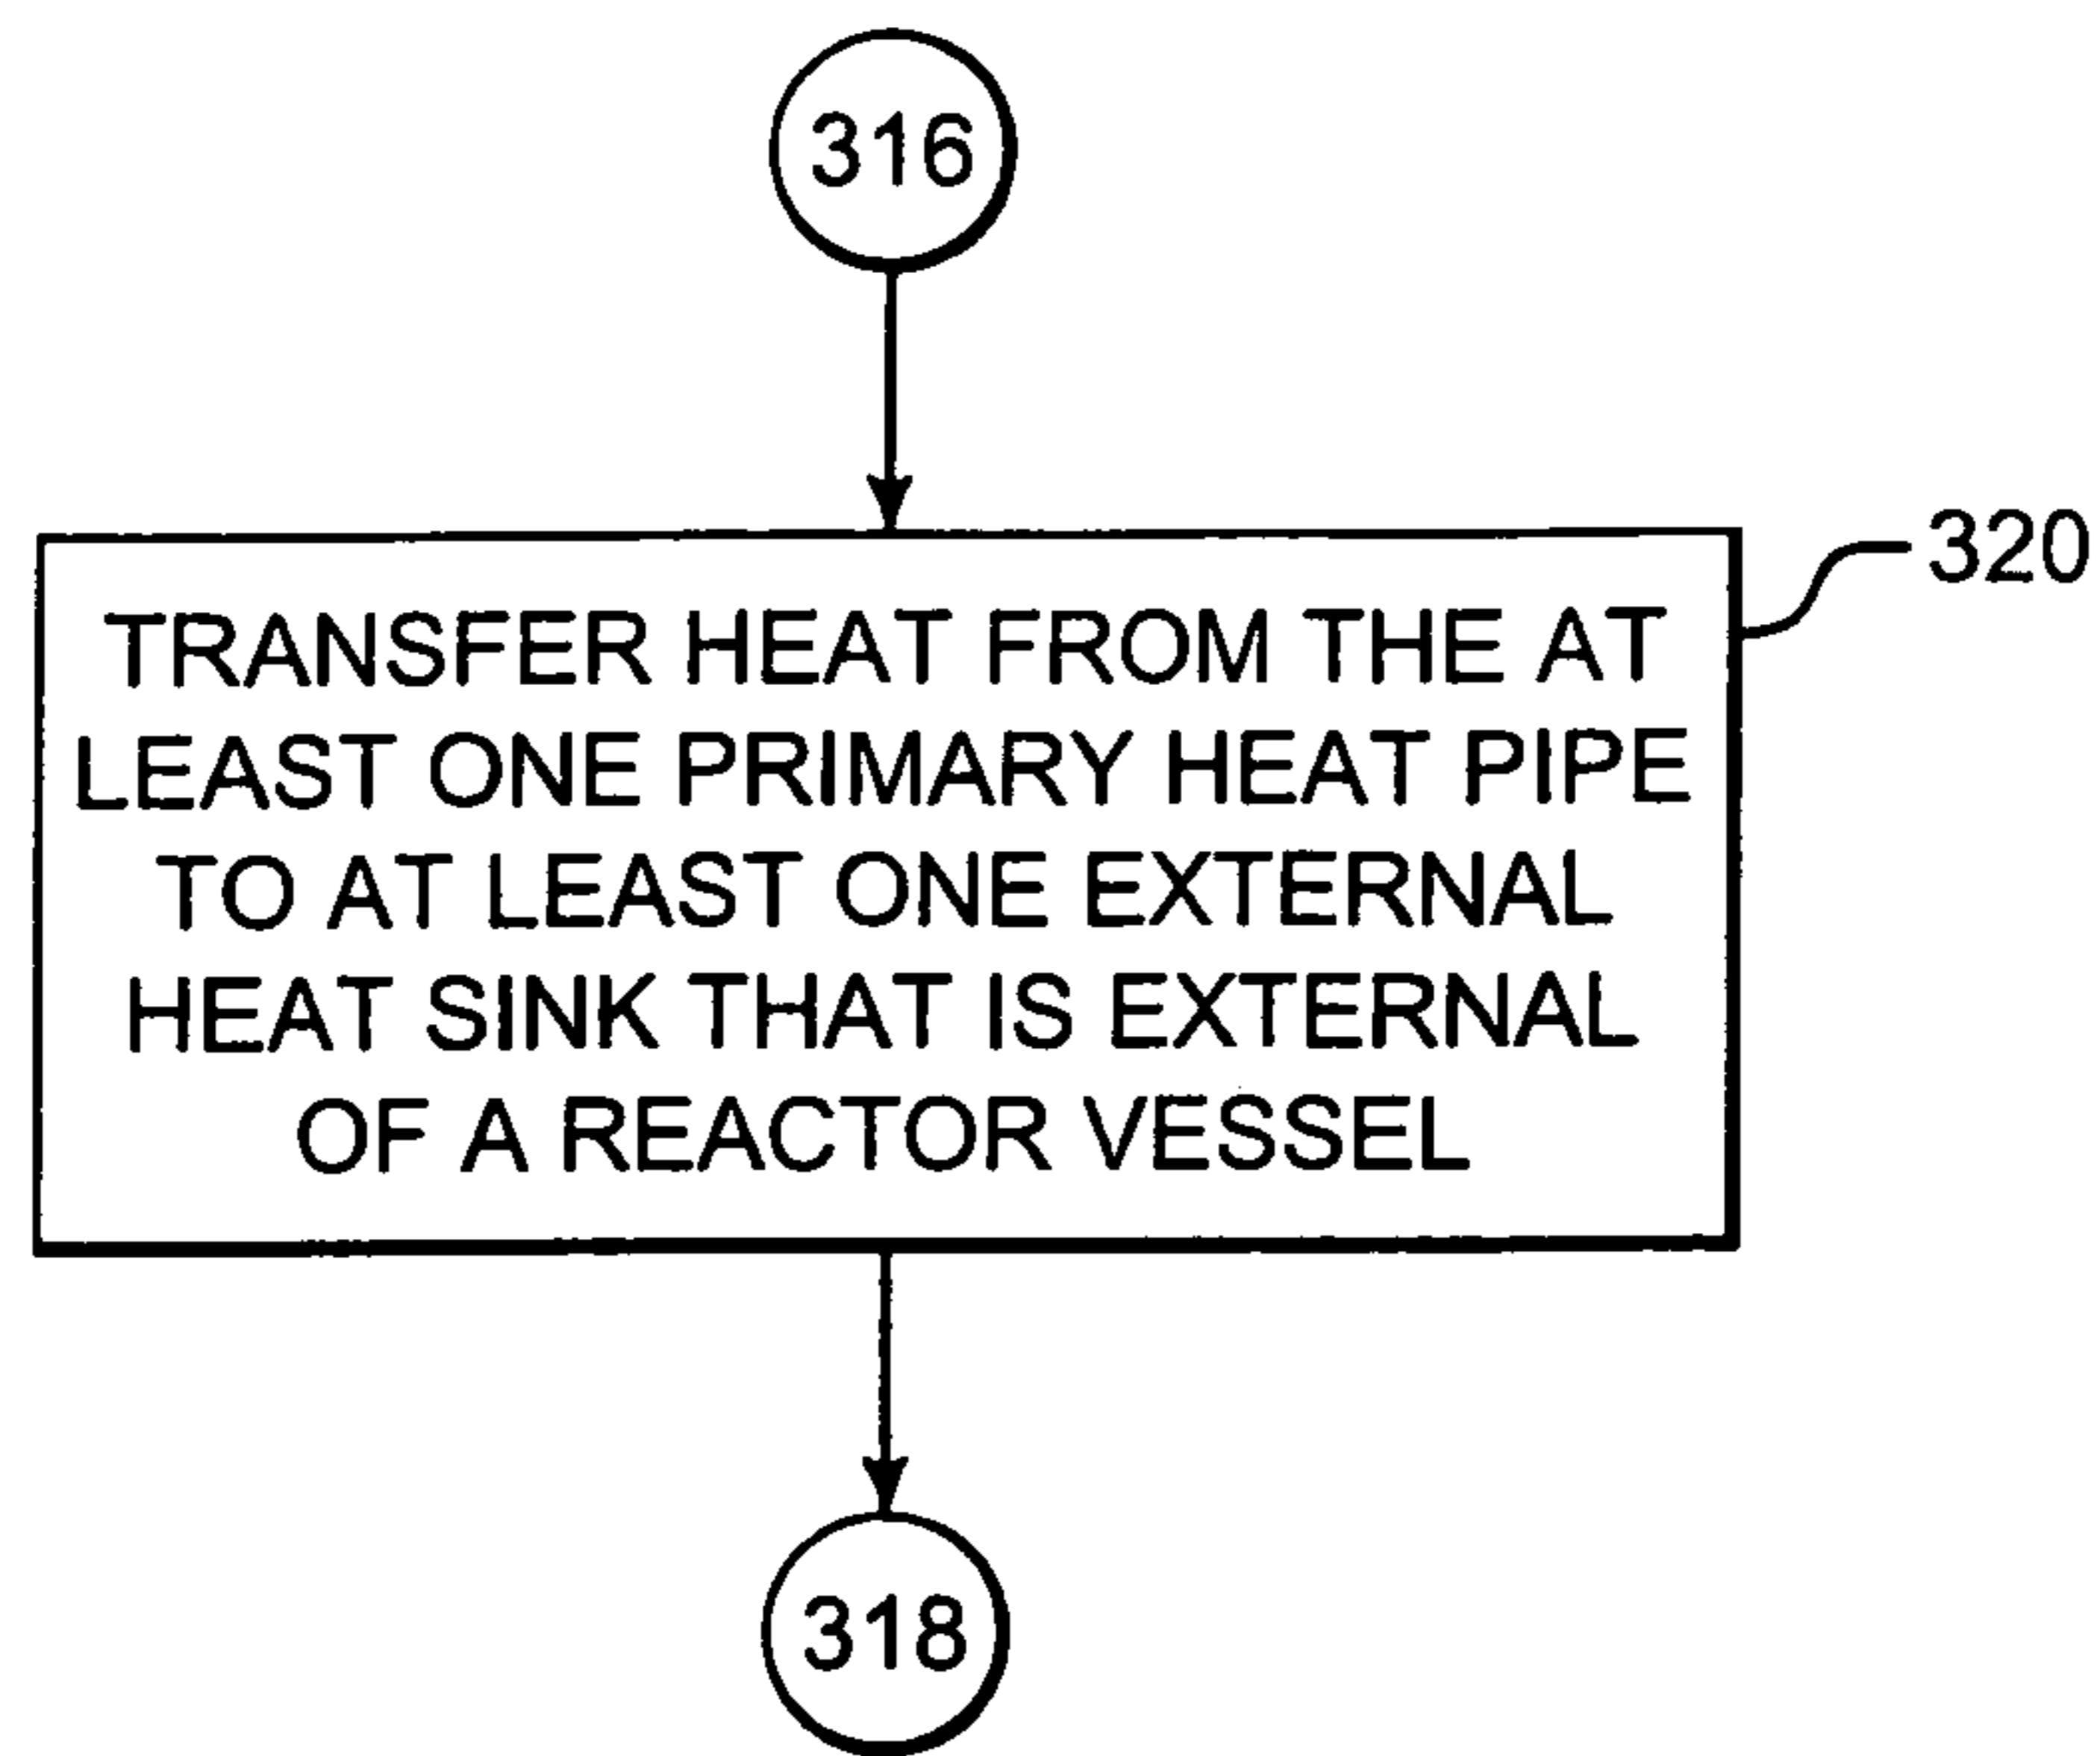 316
320
TRANSFER HEAT FROM THE AT
LEAST ONE PRIMARY HEAT PIPE
TO AT LEAST ONE EXTERNAL
HEAT SINK THAT IS EXTERNAL
OF A REACTOR VESSEL
318